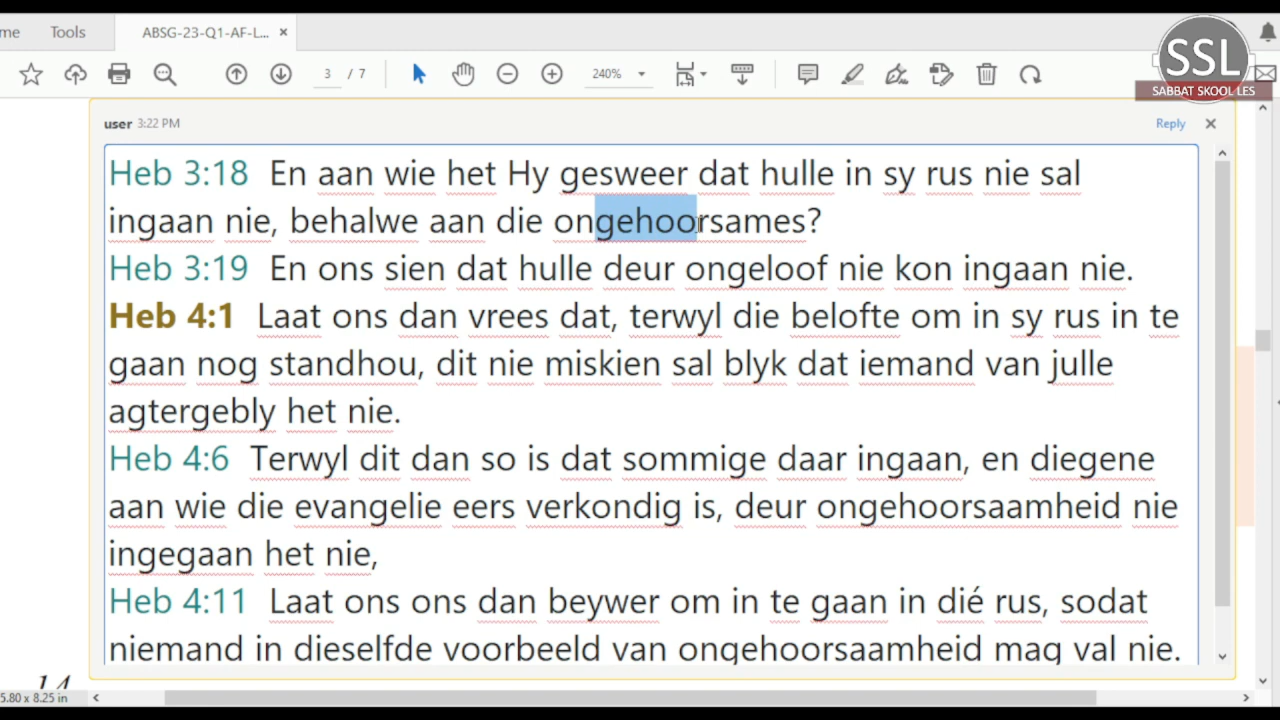 me Tools ABSG-23-Q1-AF-L... ×
SSL
SABBAT SKOOL LES
3 / 7 240%
user 3:22 PM Reply
Heb 3:18 En aan wie het Hy gesweer dat hulle in sy rus nie sal
ingaan nie, behalwe aan die ongehoorsames?
Heb 3:19 En ons sien dat hulle deur ongeloof nie kon ingaan nie.
Heb 4:1 Laat ons dan vrees dat, terwyl die belofte om in sy rus in te
gaan nog standhou, dit nie miskien sal blyk dat iemand van julle
agtergebly het nie.
Heb 4:6 Terwyl dit dan so is dat sommige daar ingaan, en diegene
aan wie die evangelie eers verkondig is, deur ongehoorsaamheid nie
ingegaan het nie,
Heb 4:11 Laat ons ons dan beywer om in te gaan in dié rus, sodat
niemand in dieselfde voorbeeld van ongehoorsaamheid mag val nie.
14
5.80 x 8.25 in